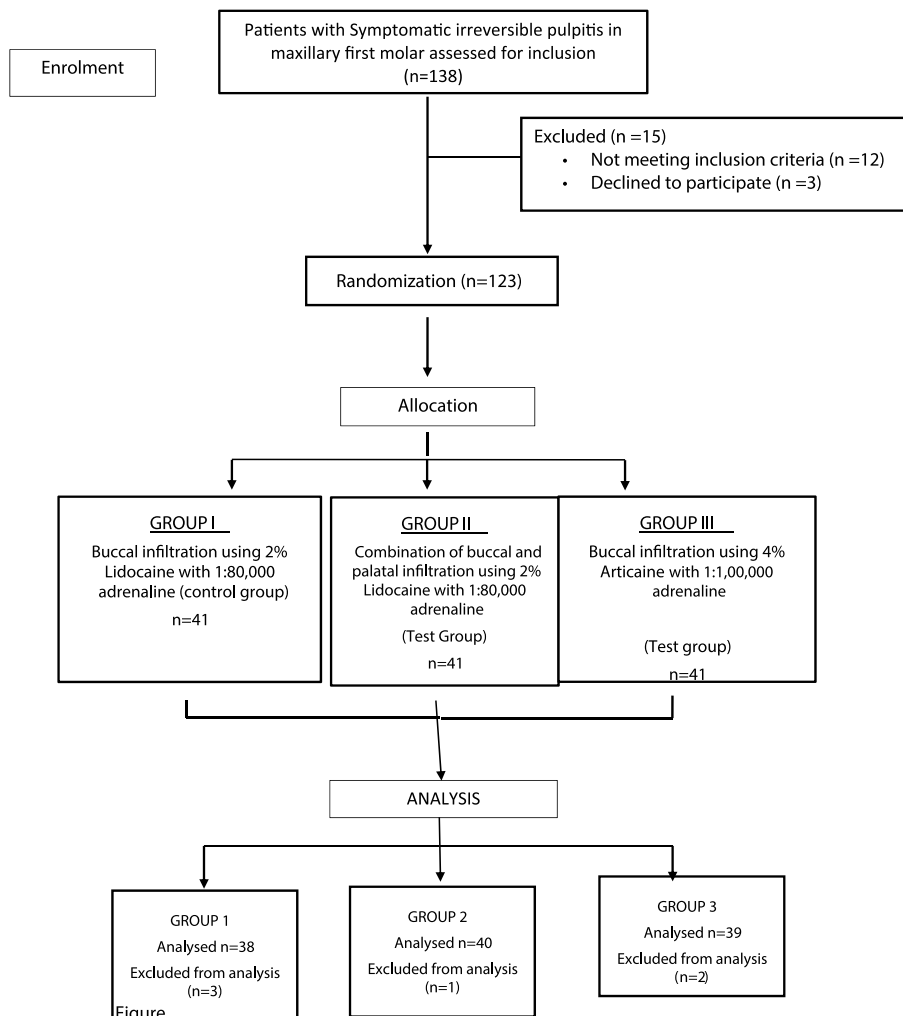 Patients with Symptomatic irreversible pulpitis in
maxillary first molar assessed for inclusion
(n=138)
Enrolment
Excluded (n =15)
• Not meeting inclusion criteria (n =12)
• Declined to participate (n =3)
Randomization (n=123)
Allocation
GROUP I
Buccal infiltration using 2%
Lidocaine with 1:80,000
adrenaline (control group)
n=41
GROUP II
Combination of buccal and
palatal infiltration using 2%
Lidocaine with 1:80,000
adrenaline
(Test Group)
n=41
GROUP III
Buccal infiltration using 4%
Articaine with 1:1,00,000
adrenaline
(Test group)
n=41
ANALYSIS
GROUP 1
Analysed n=38
Excluded from analysis
(n=3)
Figure
GROUP 2
Analysed n=40
Excluded from analysis
(n=1)
GROUP 3
Analysed n=39
Excluded from analysis
(n=2)